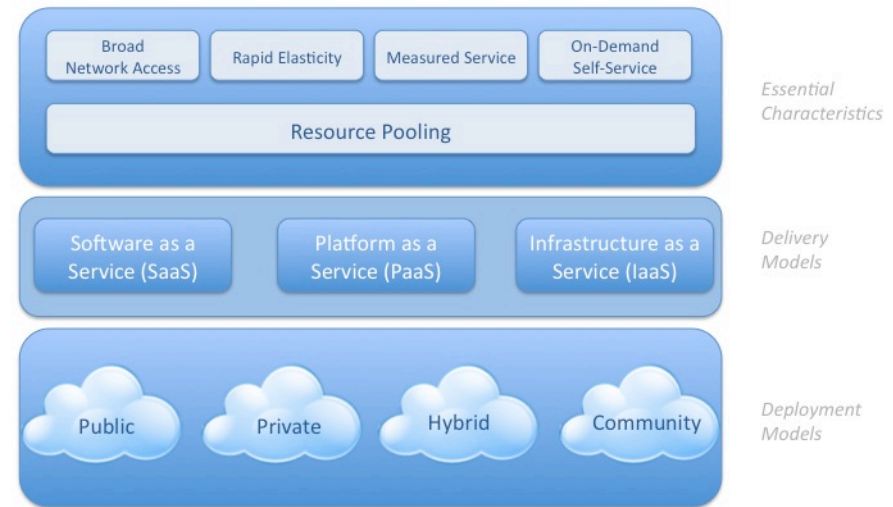 Broad
Network Access
Rapid Elasticity
Measured Service
On-Demand
Self-Service
Resource Pooling
Essential
Characteristics
Software as a
Service (SaaS)
Platform as a
Service (PaaS)
Infrastructure as a
Service (IaaS)
Delivery
Models
Public
Private
Hybrid
Community
Deployment
Models